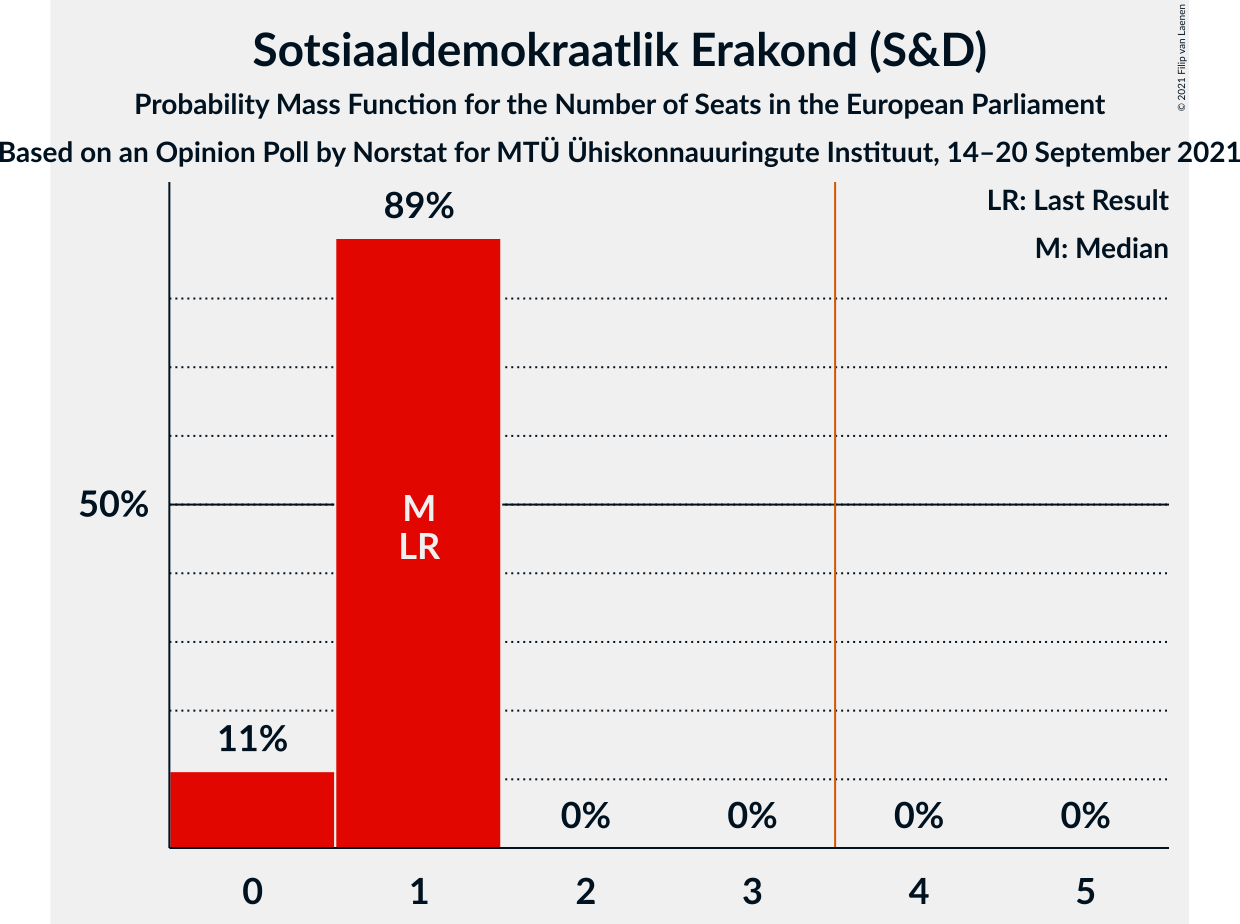 Sotsiaaldemokraatlik Erakond (S&D)
Probability Mass Function for the Number of Seats in the European Parliament
Based on an Opinion Poll by Norstat for MTÜ Ühiskonnauuringute Instituut, 14–20 September 2021
© 2021 Filip van Laenen
LR: Last Result
M: Median
89%
50%
M
LR
11%
0%
0%
0%
0%
0
1
2
3
4
5